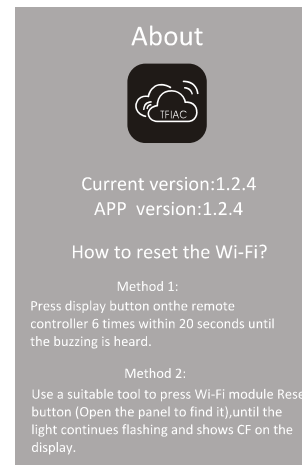 About
TFIAC
Current version:1.2.4
APP version:1.2.4
How to reset the Wi-Fi?
Method 1:
Press display button onthe remote
controller 6 times within 20 seconds until
the buzzing is heard.
Method 2:
Use a suitable tool to press Wi-Fi module Rese
button (Open the panel to find it),until the
light continues flashing and shows CF on the
display.